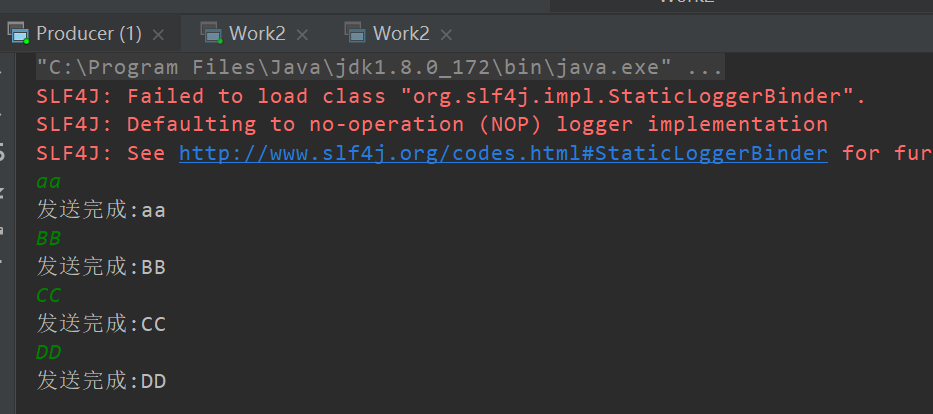 Work2
Producer (1) Work2 Work2
"C:\Program Files\Java\jdk1.8.0_172\bin\java.exe" ...
SLF4J: Failed to load class "org.slf4j.impl.StaticLoggerBinder".
SLF4J: Defaulting to no-operation (NOP) logger implementation
SLF4J: See http://www.slf4j.org/codes.html#StaticLoggerBinder for fur
aa
发送完成:aa
BB
发送完成:BB
CC
发送完成:CC
DD
发送完成:DD